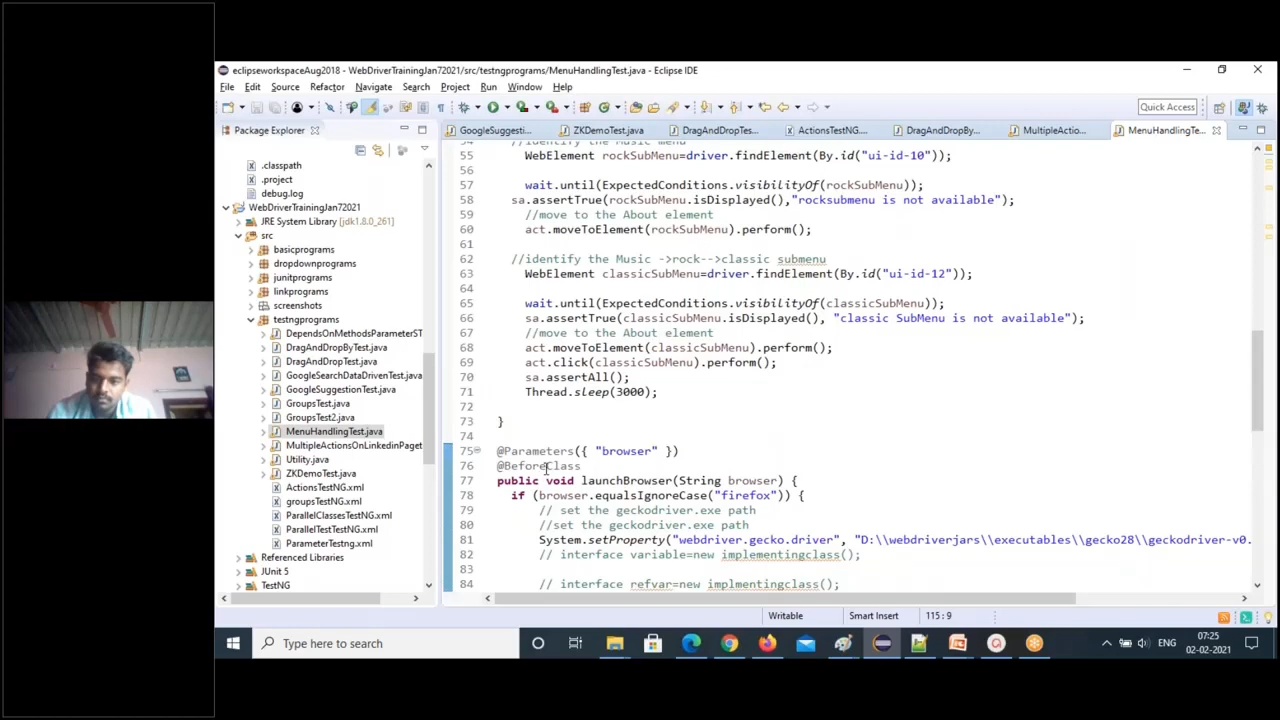 eclipseworkspaceAug2018 - WebDriverTrainingJan72021/src/testngprograms/MenuHandlingTest.java - Eclipse IDE
File Edit Source Refactor Navigate Search Project Run Window Help
Quick Access
Package Explorer
GoogleSuggesti...
ZKDemoTest.java
DragAndDropTes...
ActionsTestNG....
DragAndDropBy...
MultipleActio...
MenuHandlingTe...
.classpath
.project
debug.log
WebDriverTrainingJan72021
JRE System Library [jdk1.8.0_261]
src
basicprograms
dropdownprograms
junitprograms
linkprograms
screenshots
testngprograms
DependsOnMethodsParameterST
DragAndDropByTest.java
DragAndDropTest.java
GoogleSearchDataDrivenTest.java
GoogleSuggestionTest.java
GroupsTest.java
GroupsTest2.java
MenuHandlingTest.java
MultipleActionsOnLinkedinPaget
Utility.java
ZKDemoTest.java
ActionsTestNG.xml
groupsTestNG.xml
ParallelClassesTestNG.xml
ParallelTestTestNG.xml
ParameterTestng.xml
Referenced Libraries
JUnit 5
TestNG
54 //identify the Music menu
55 WebElement rockSubMenu=driver.findElement(By.id("ui-id-10"));
56
57 wait.until(ExpectedConditions.visibilityOf(rockSubMenu));
58 sa.assertTrue(rockSubMenu.isDisplayed(),"rocksubmenu is not available");
59 //move to the About element
60 act.moveToElement(rockSubMenu).perform();
61
62 //identify the Music ->rock-->classic submenu
63 WebElement classicSubMenu=driver.findElement(By.id("ui-id-12"));
64
65 wait.until(ExpectedConditions.visibilityOf(classicSubMenu));
66 sa.assertTrue(classicSubMenu.isDisplayed(), "classic SubMenu is not available");
67 //move to the About element
68 act.moveToElement(classicSubMenu).perform();
69 act.click(classicSubMenu).perform();
70 sa.assertAll();
71 Thread.sleep(3000);
72
73 }
74
75 @Parameters({ "browser" })
76 @BeforeClass
77 public void launchBrowser(String browser) {
78 if (browser.equalsIgnoreCase("firefox")) {
79 // set the geckodriver.exe path
80 //set the geckodriver.exe path
81 System.setProperty("webdriver.gecko.driver", "D:\\webdriverjars\\executables\\gecko28\\geckodriver-v0.
82 // interface variable=new implementingclass();
83
84 // interface refvar=new implmentingclass();
Writable Smart Insert 115 : 9
Type here to search
ENG
07:25
02-02-2021